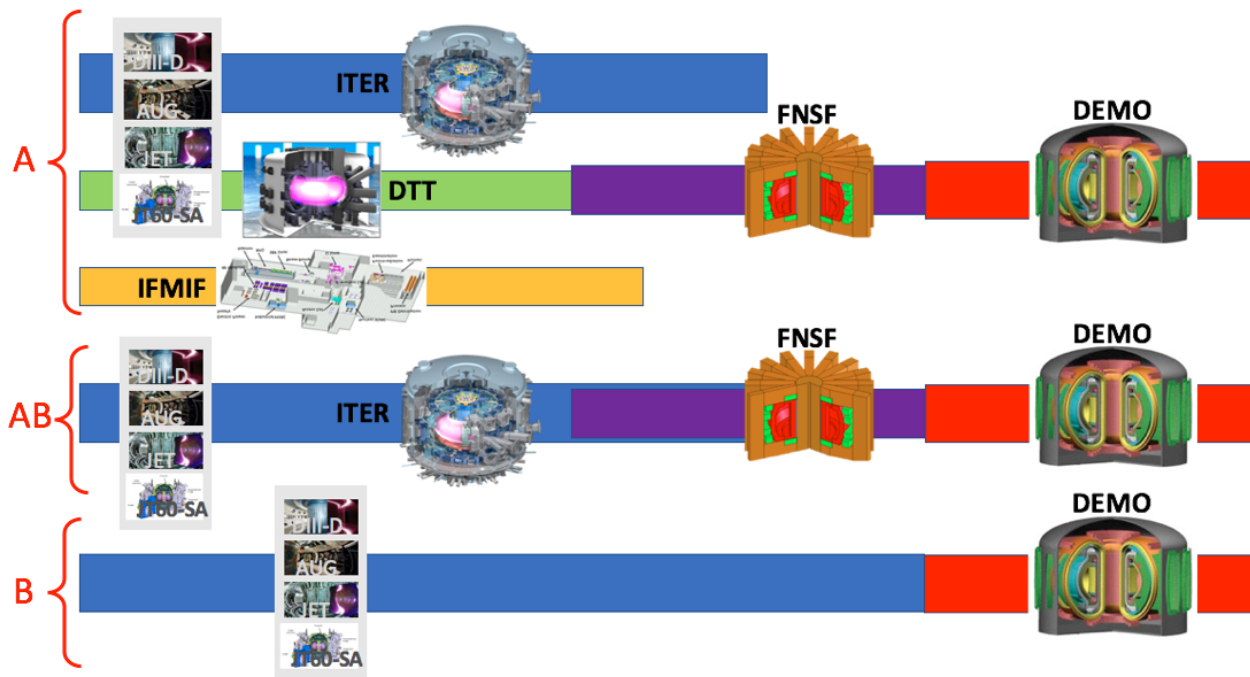 DIII-D
ITER
AUG
FNSF
DEMO
A
JET
DTT
JT60-SA
IFMIF
FNSF
DEMO
DIII-D
AB
AUG
ITER
JET
JT60-SA
DEMO
DIII-D
AUG
B
JET
JT60-SA